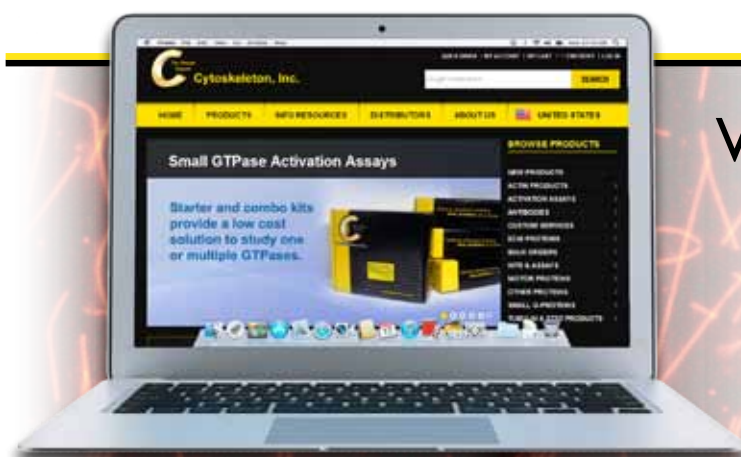 V
Cytoskeleton, Inc.
SEARCH
HOME PRODUCTS INFO RESOURCES DISTRIBUTORS ABOUT US UNITED STATES
Small GTPase Activation Assays
Starter and combo kits
provide a low cost
solution to study one
or multiple GTPases.
C
BROWSE PRODUCTS
NEW PRODUCTS
ACTIN PRODUCTS
ACTIVATION ASSAYS
ANTIBODIES
CUSTOM SERVICES
ECM PROTEINS
BULK ORDERS
KITS & ASSAYS
MOTOR PROTEINS
OTHER PROTEINS
SMALL G-PROTEINS